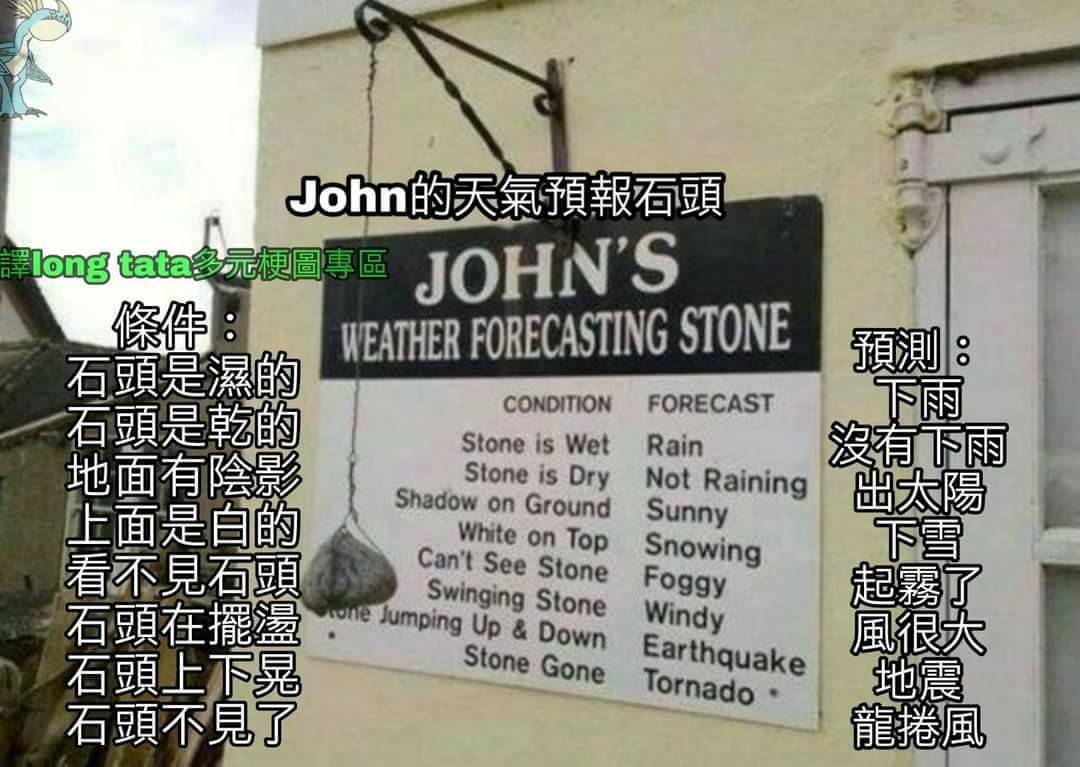 John的天氣預報石頭
譯long tata多元梗圖專區
JOHN'S
WEATHER FORECASTING STONE
CONDITION FORECAST
Stone is Wet Rain
Stone is Dry Not Raining
Shadow on Ground Sunny
White on Top Snowing
Can't See Stone Foggy
Swinging Stone Windy
Stone Jumping Up & Down Earthquake
Stone Gone Tornado
條件：
石頭是濕的
石頭是乾的
地面有陰影
上面是白的
看不見石頭
石頭在擺盪
石頭上下晃
石頭不見了
預測：
下雨
沒有下雨
出太陽
下雪
起霧了
風很大
地震
龍捲風